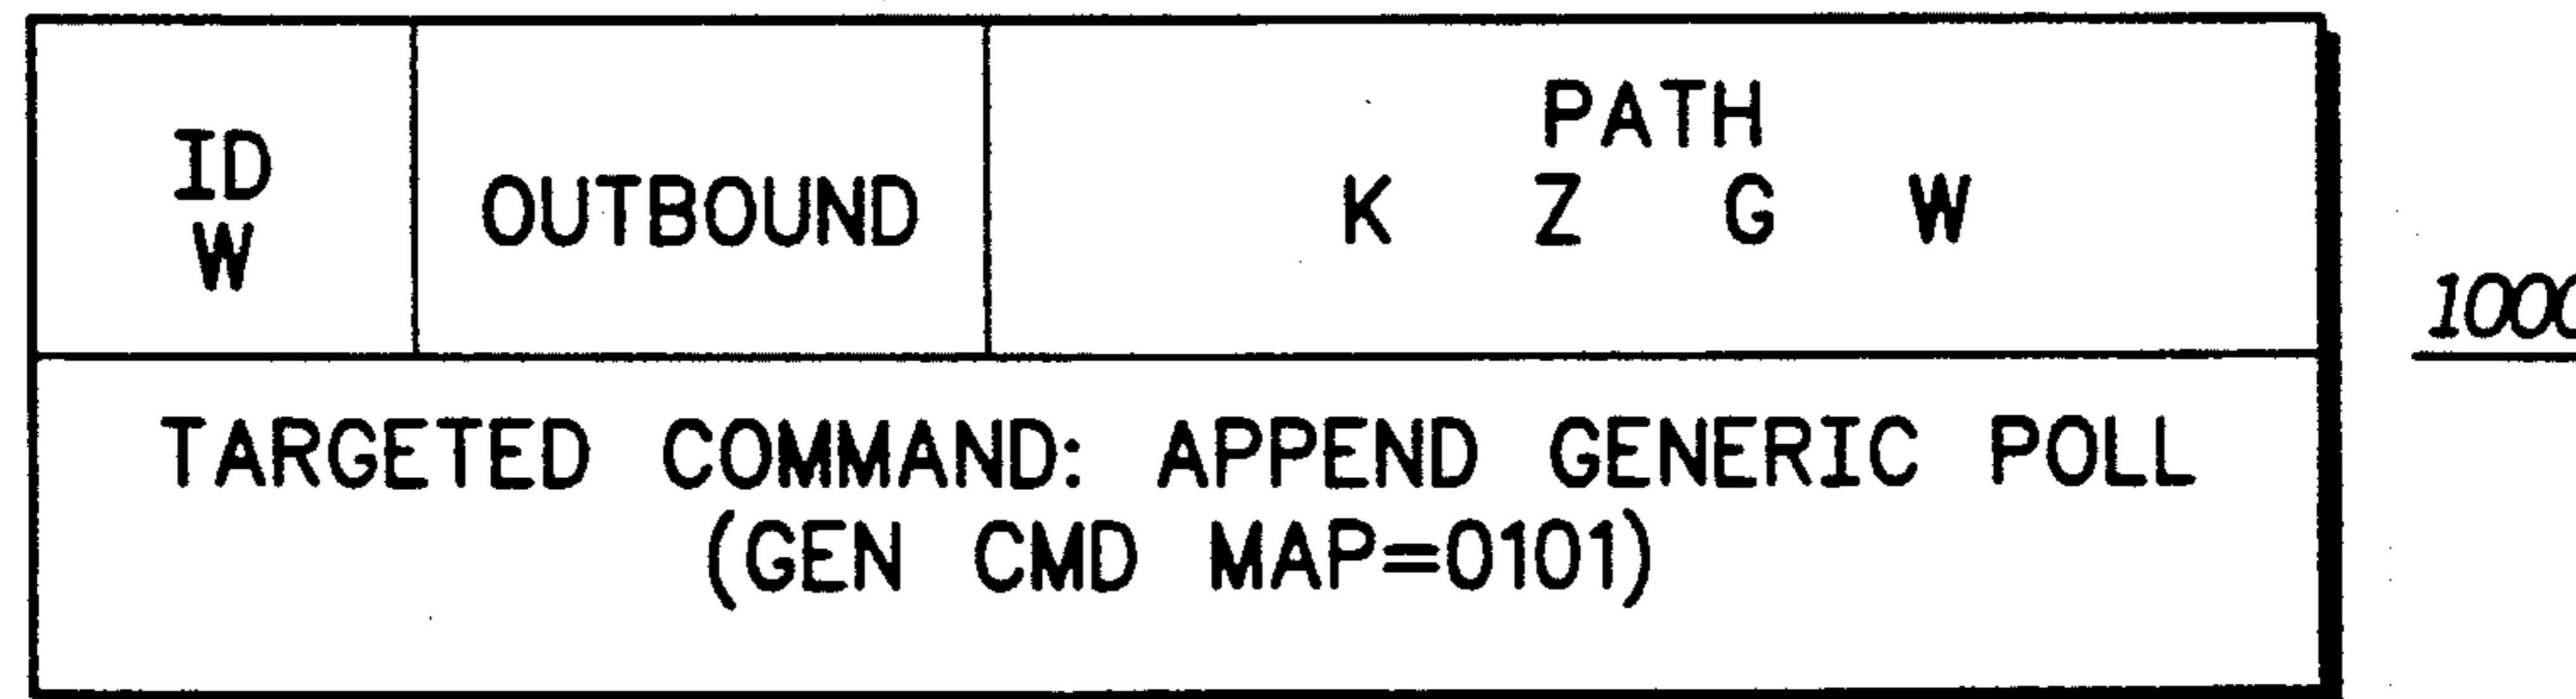 ID
W
OUTBOUND
PATH
K Z G W
TARGETED COMMAND: APPEND GENERIC POLL
(GEN CMD MAP=0101)